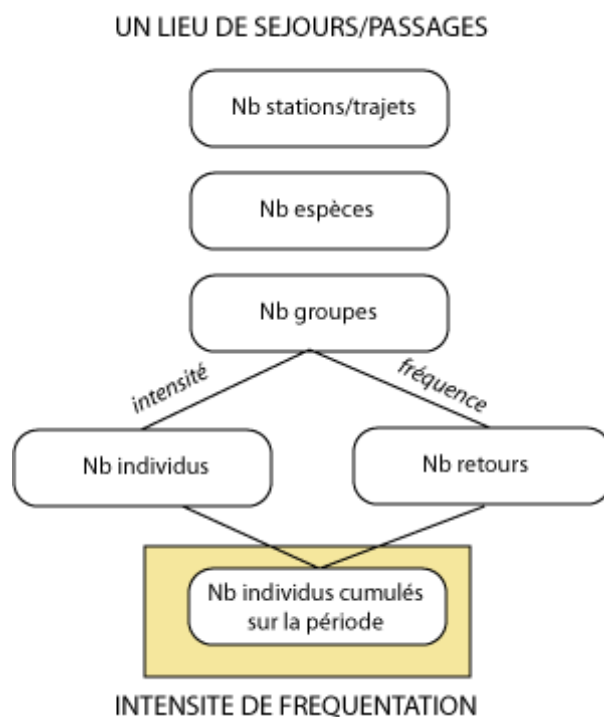 UN LIEU DE SEJOURS/PASSAGES
Nb stations/trajets
Nb espèces
Nb groupes
intensité
fréquence
Nb individus
Nb retours
Nb individus cumulés
sur la période
INTENSITE DE FREQUENTATION